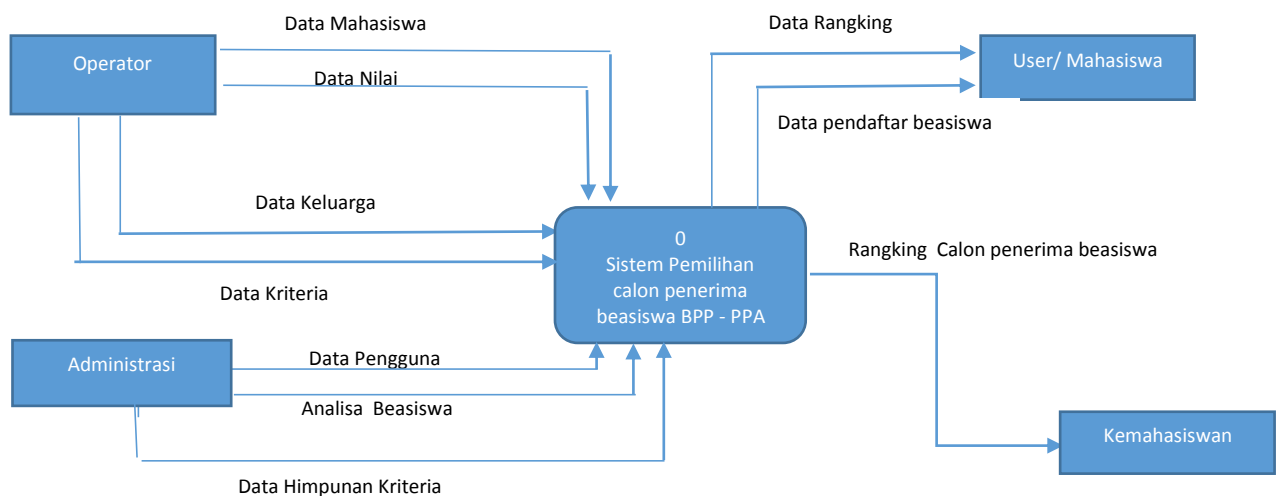 Data Mahasiswa
Data Rangking
Operator
User/ Mahasiswa
Data Nilai
Data pendaftar beasiswa
Data Keluarga
0
Sistem Pemilihan
calon penerima
beasiswa BPP - PPA
Rangking  Calon penerima beasiswa
Data Kriteria
Administrasi
Data Pengguna
Analisa  Beasiswa
Kemahasiswan
Data Himpunan Kriteria